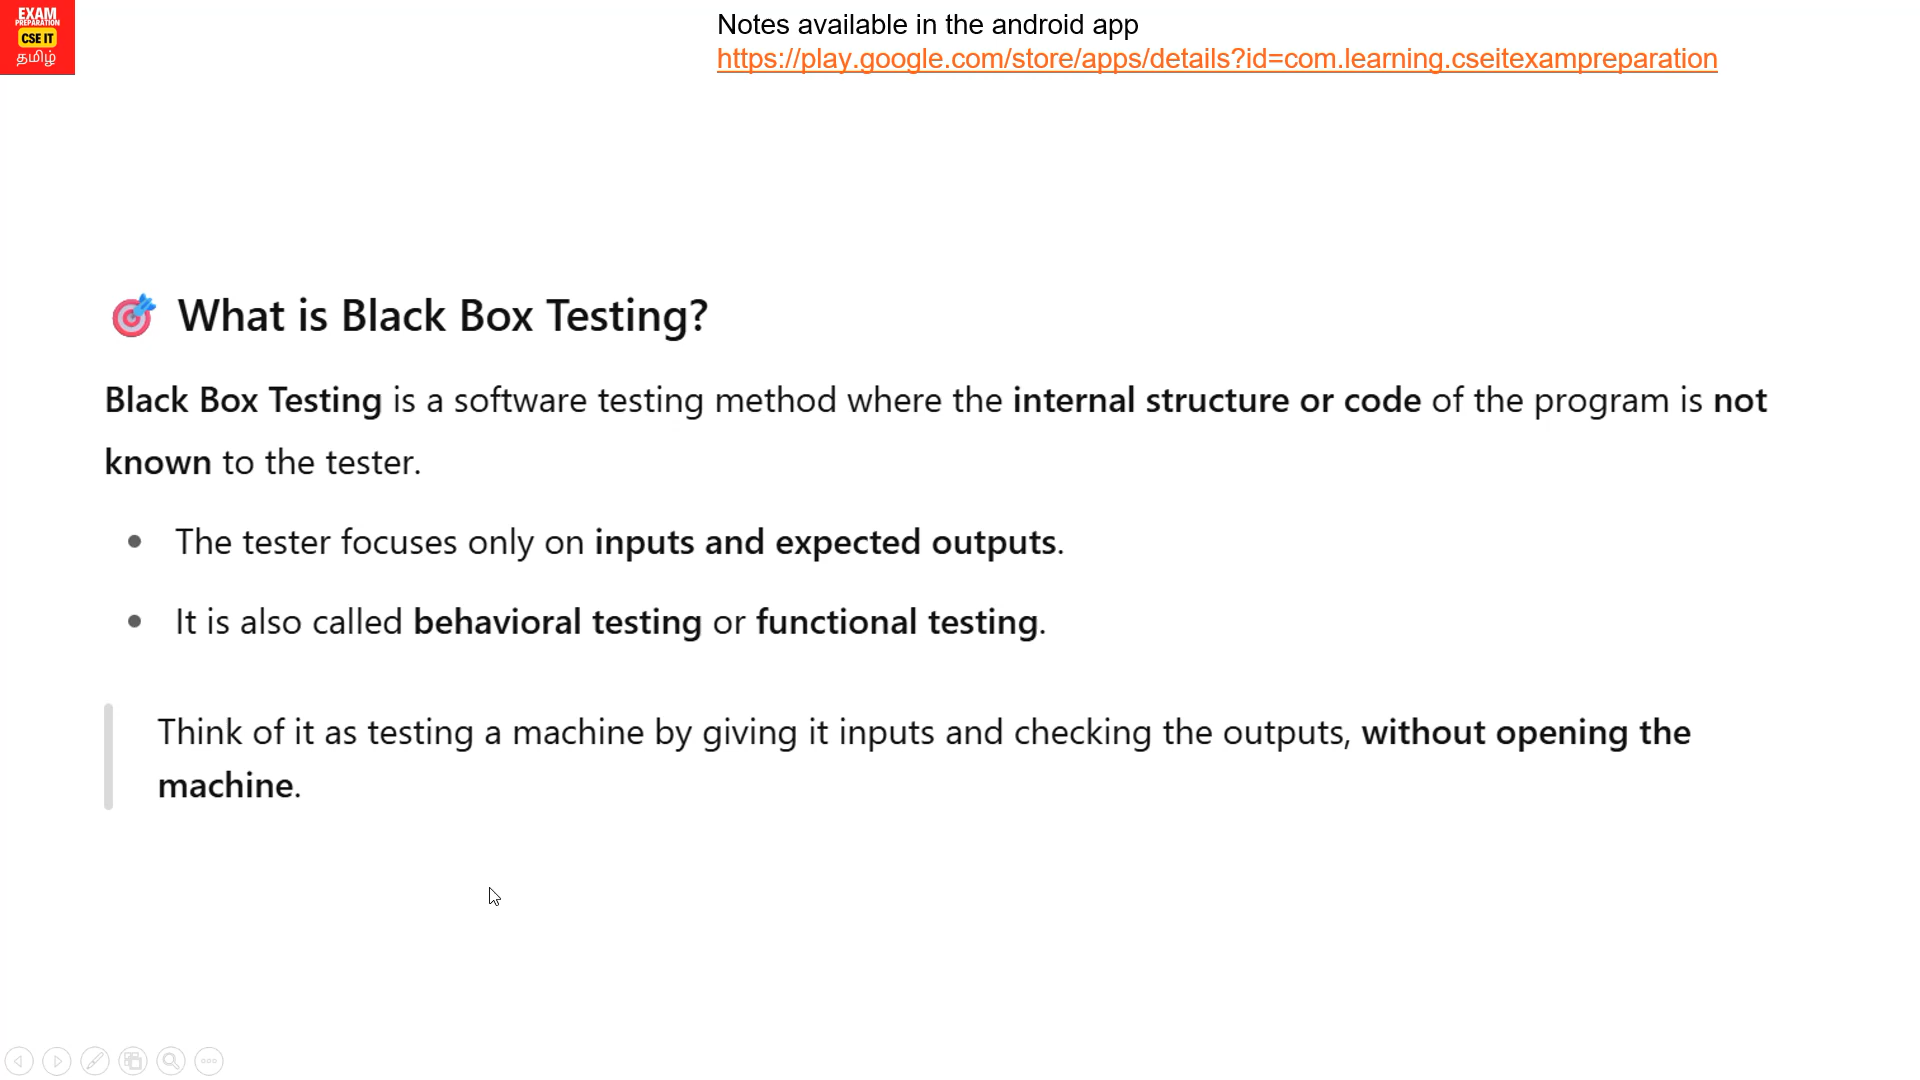 EXAM
PREPARATION
CSE IT
தமிழ்
Notes available in the android app
https://play.google.com/store/apps/details?id=com.learning.cseitexampreparation
What is Black Box Testing?
Black Box Testing is a software testing method where the internal structure or code of the program is not
known to the tester.
• The tester focuses only on inputs and expected outputs.
• It is also called behavioral testing or functional testing.
Think of it as testing a machine by giving it inputs and checking the outputs, without opening the
machine.